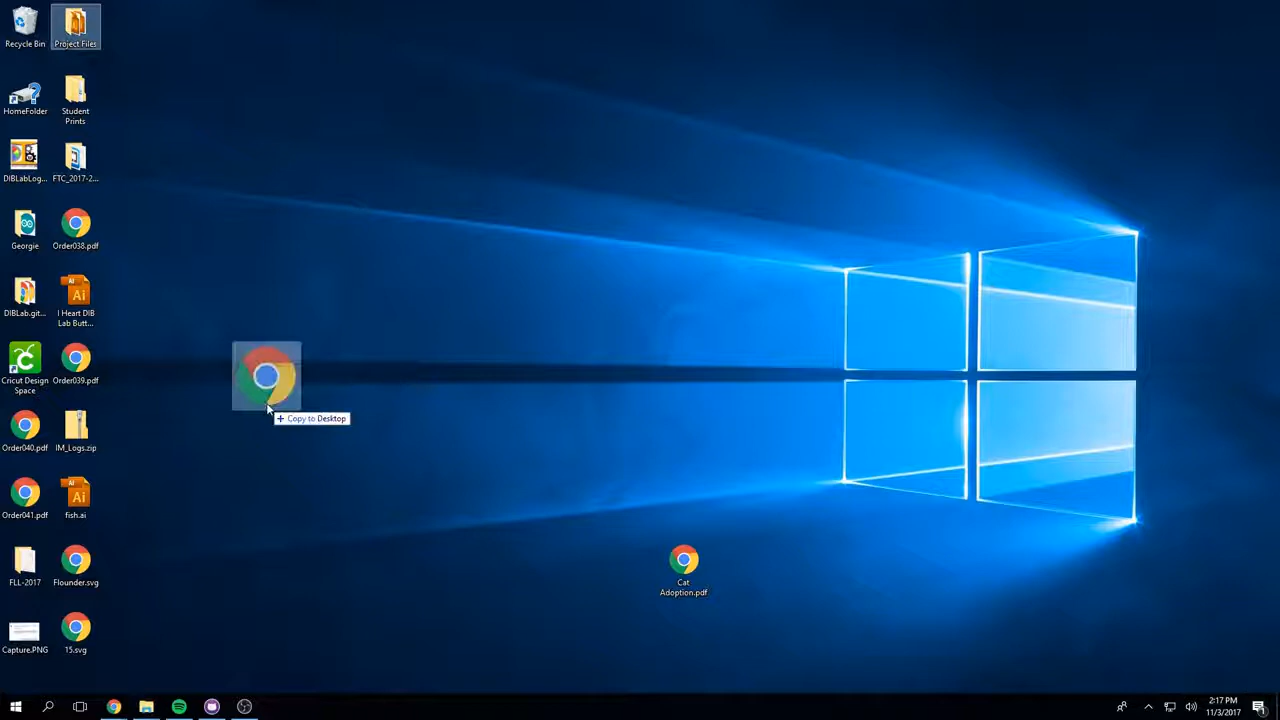 Recycle Bin
Project Files
HomeFolder
Student
Prints
DIBLabLog...
FTC_2017-2...
Georgie
Order038.pdf
DIBLab.git...
Ai
I Heart DIB
Lab Butt...
Cricut Design
Space
Order039.pdf
Copy to Desktop
Order040.pdf
IM_Logs.zip
Order041.pdf
Ai
fish.ai
FLL-2017
Flounder.svg
Cat
Adoption.pdf
Capture.PNG
15.svg
2:17 PM
11/3/2017